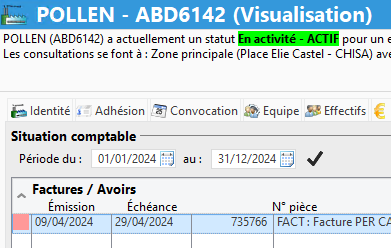 POLLEN - ABD6142 (Visualisation)
POLLEN (ABD6142) a actuellement un statut En activité - ACTIF pour un e
Les consultations se font à : Zone principale (Place Elie Castel - CHISA) ave
Identité Adhésion Convocation Equipe Effectifs
Situation comptable
Période du : 01/01/2024 au : 31/12/2024
Factures / Avoirs
Émission Échéance N° pièce
09/04/2024 29/04/2024 735766 FACT : Facture PER CA